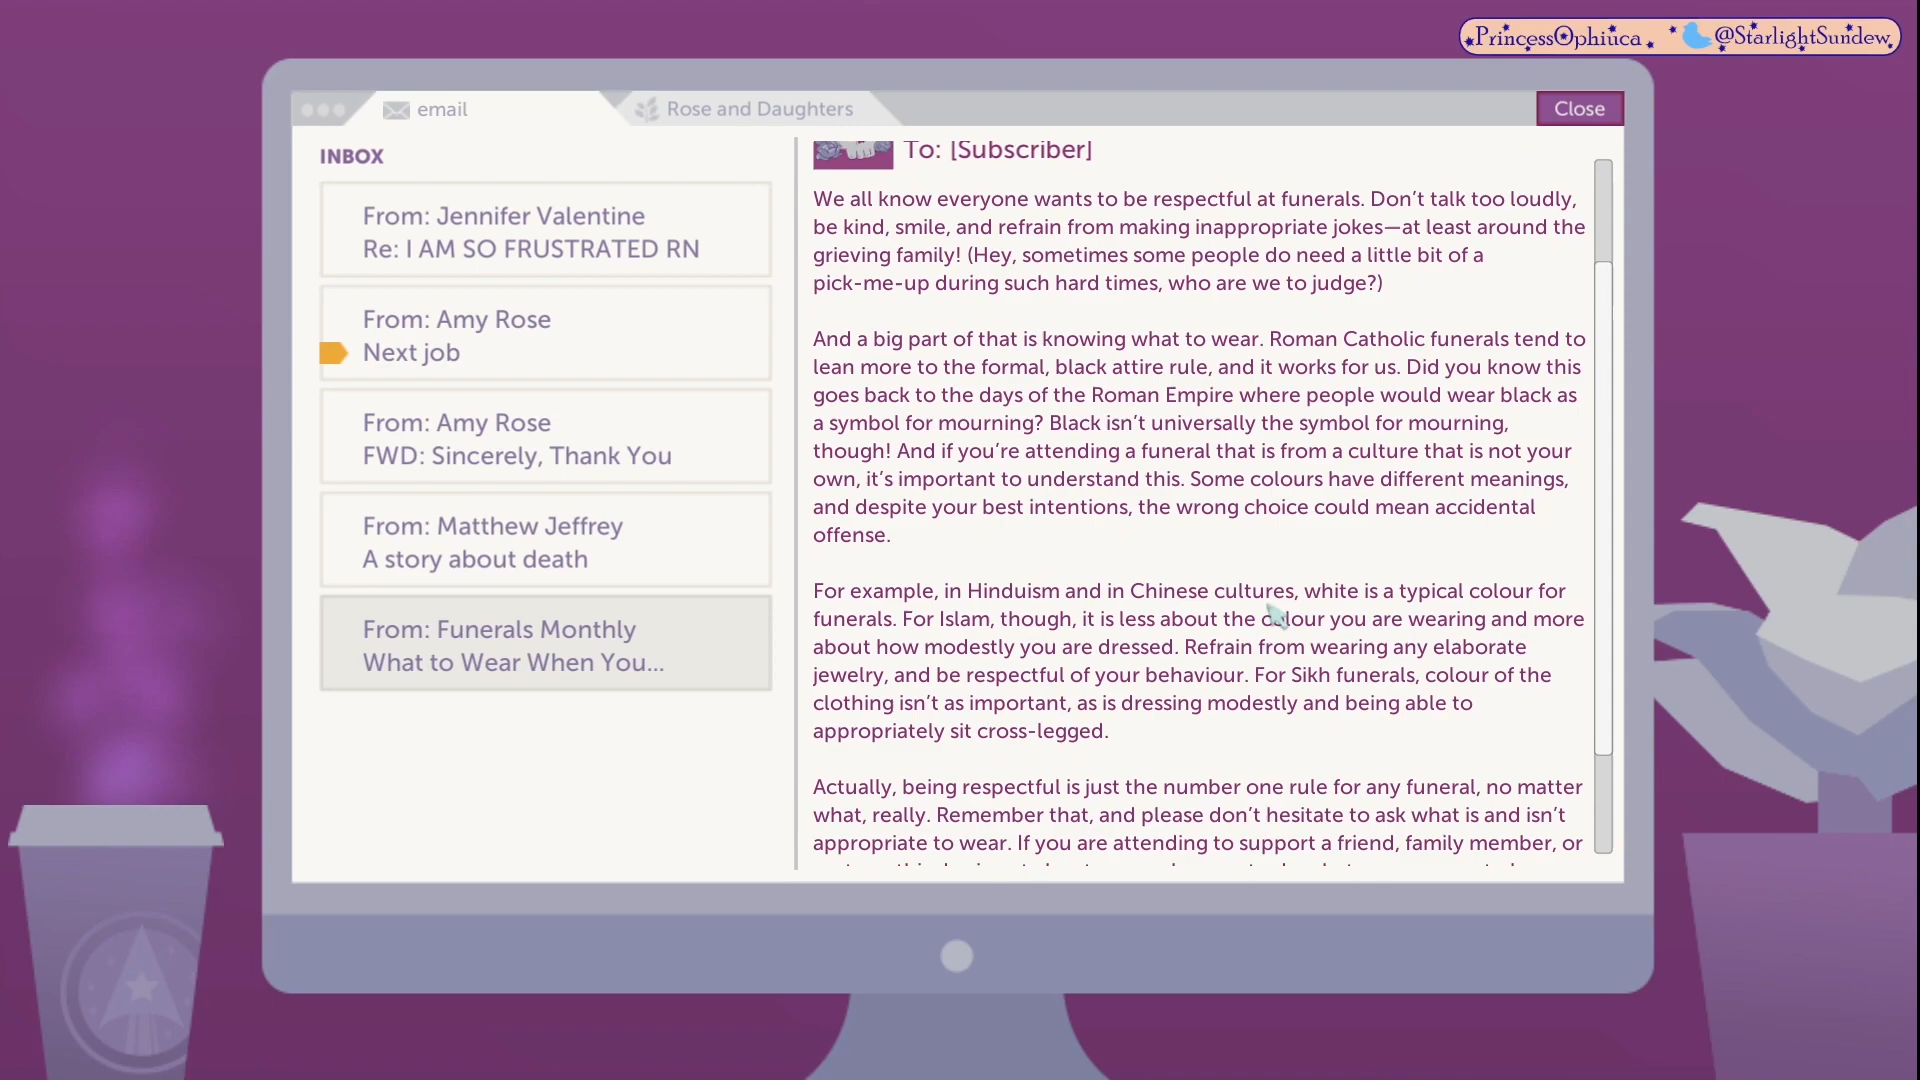 PrincessOphiuca @StarlightSundew
email
Rose and Daughters
Close
INBOX
From: Jennifer Valentine
Re: I AM SO FRUSTRATED RN
From: Amy Rose
Next job
From: Amy Rose
FWD: Sincerely, Thank You
From: Matthew Jeffrey
A story about death
From: Funerals Monthly
What to Wear When You...
To: [Subscriber]
We all know everyone wants to be respectful at funerals. Don’t talk too loudly,
be kind, smile, and refrain from making inappropriate jokes—at least around the
grieving family! (Hey, sometimes some people do need a little bit of a
pick-me-up during such hard times, who are we to judge?)
And a big part of that is knowing what to wear. Roman Catholic funerals tend to
lean more to the formal, black attire rule, and it works for us. Did you know this
goes back to the days of the Roman Empire where people would wear black as
a symbol for mourning? Black isn’t universally the symbol for mourning,
though! And if you’re attending a funeral that is from a culture that is not your
own, it’s important to understand this. Some colours have different meanings,
and despite your best intentions, the wrong choice could mean accidental
offense.
For example, in Hinduism and in Chinese cultures, white is a typical colour for
funerals. For Islam, though, it is less about the colour you are wearing and more
about how modestly you are dressed. Refrain from wearing any elaborate
jewelry, and be respectful of your behaviour. For Sikh funerals, colour of the
clothing isn’t as important, as is dressing modestly and being able to
appropriately sit cross-legged.
Actually, being respectful is just the number one rule for any funeral, no matter
what, really. Remember that, and please don’t hesitate to ask what is and isn’t
appropriate to wear. If you are attending to support a friend, family member, or